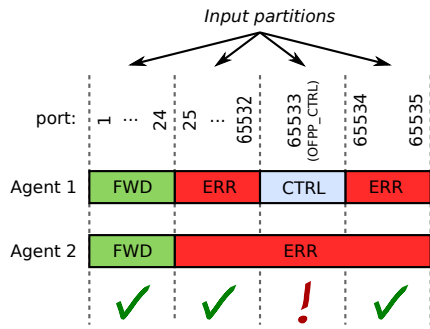 Input partitions
port: 1 ... 24 25 ... 65532 65533 (OFPP_CTRL) 65534 65535
Agent 1 FWD ERR CTRL ERR
Agent 2 FWD ERR
!